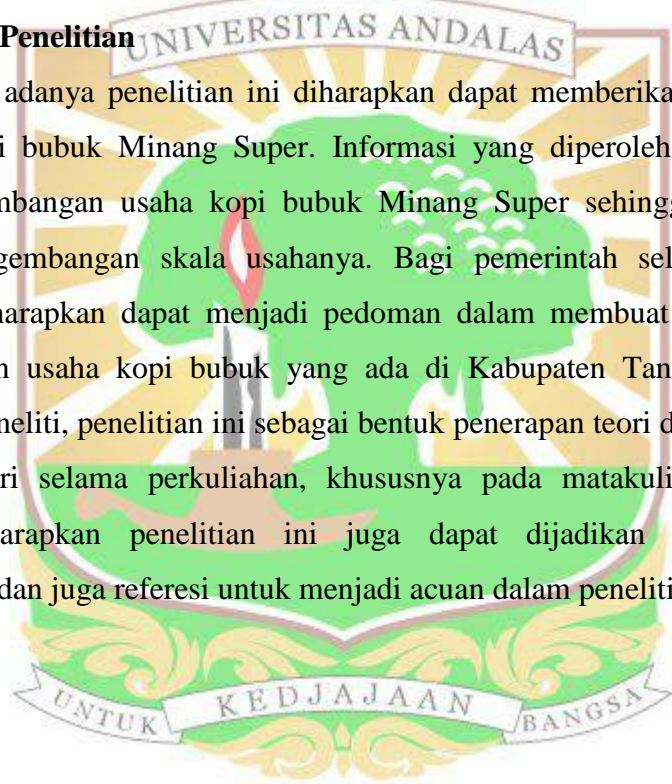 Penelitian
UNIVERSITAS ANDALAS
adanya penelitian ini diharapkan dapat memberika
i bubuk Minang Super. Informasi yang diperoleh
mbangan usaha kopi bubuk Minang Super sehingg
gembangan skala usahanya. Bagi pemerintah sel
harapkan dapat menjadi pedoman dalam membuat
n usaha kopi bubuk yang ada di Kabupaten Tan
neliti, penelitian ini sebagai bentuk penerapan teori d
ri selama perkuliahan, khususnya pada matakuli
arapkan penelitian ini juga dapat dijadikan
dan juga referesi untuk menjadi acuan dalam peneliti
UNTUK KEDJAJAAN BANGSA